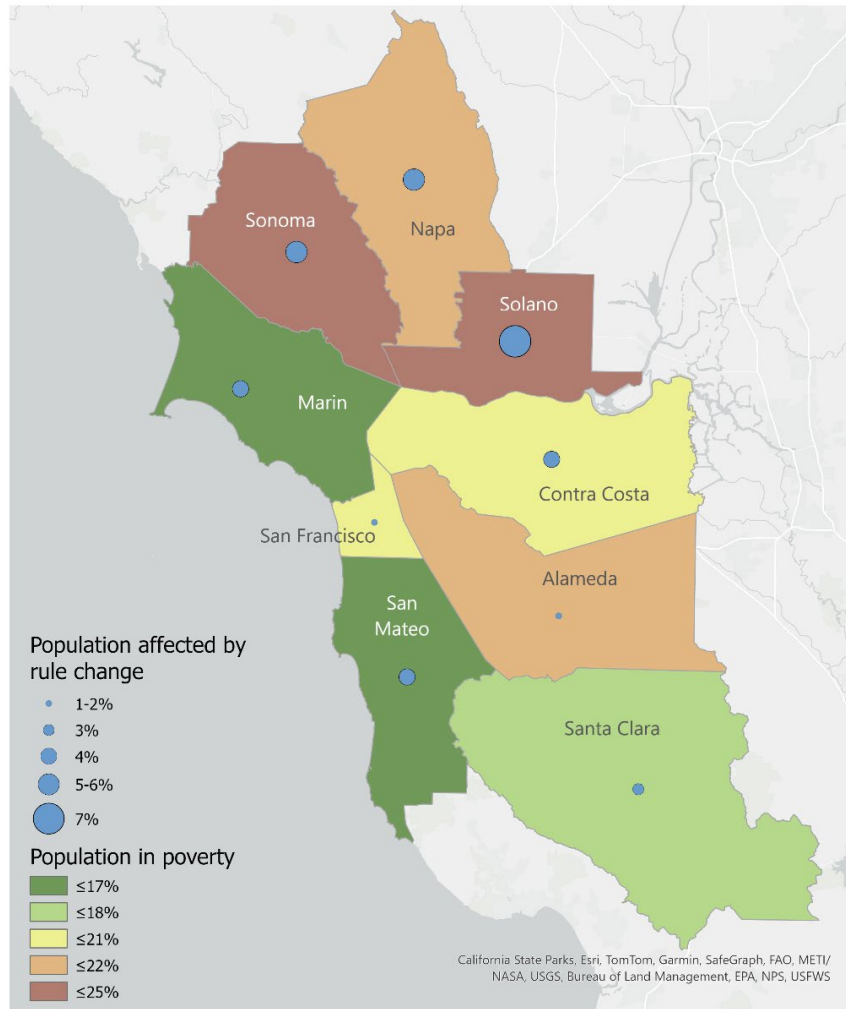 Sonoma
Napa
Solano
Marin
Contra Costa
San Francisco
Alameda
San
Mateo
Santa Clara
Population affected by
rule change
1-2%
3%
4%
5-6%
7%
Population in poverty
≤17%
≤18%
≤21%
≤22%
≤25%
California State Parks, Esri, TomTom, Garmin, SafeGraph, FAO, METI/
NASA, USGS, Bureau of Land Management, EPA, NPS, USFWS